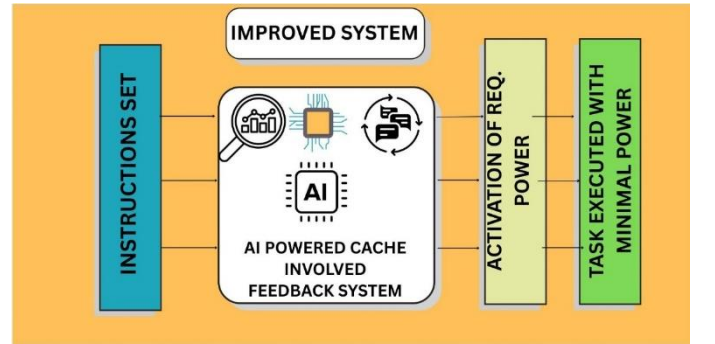 IMPROVED SYSTEM
INSTRUCTIONS SET
AI
AI POWERED CACHE
INVOLVED
FEEDBACK SYSTEM
ACTIVATION OF REQ.
POWER
TASK EXECUTED WITH
MINIMAL POWER